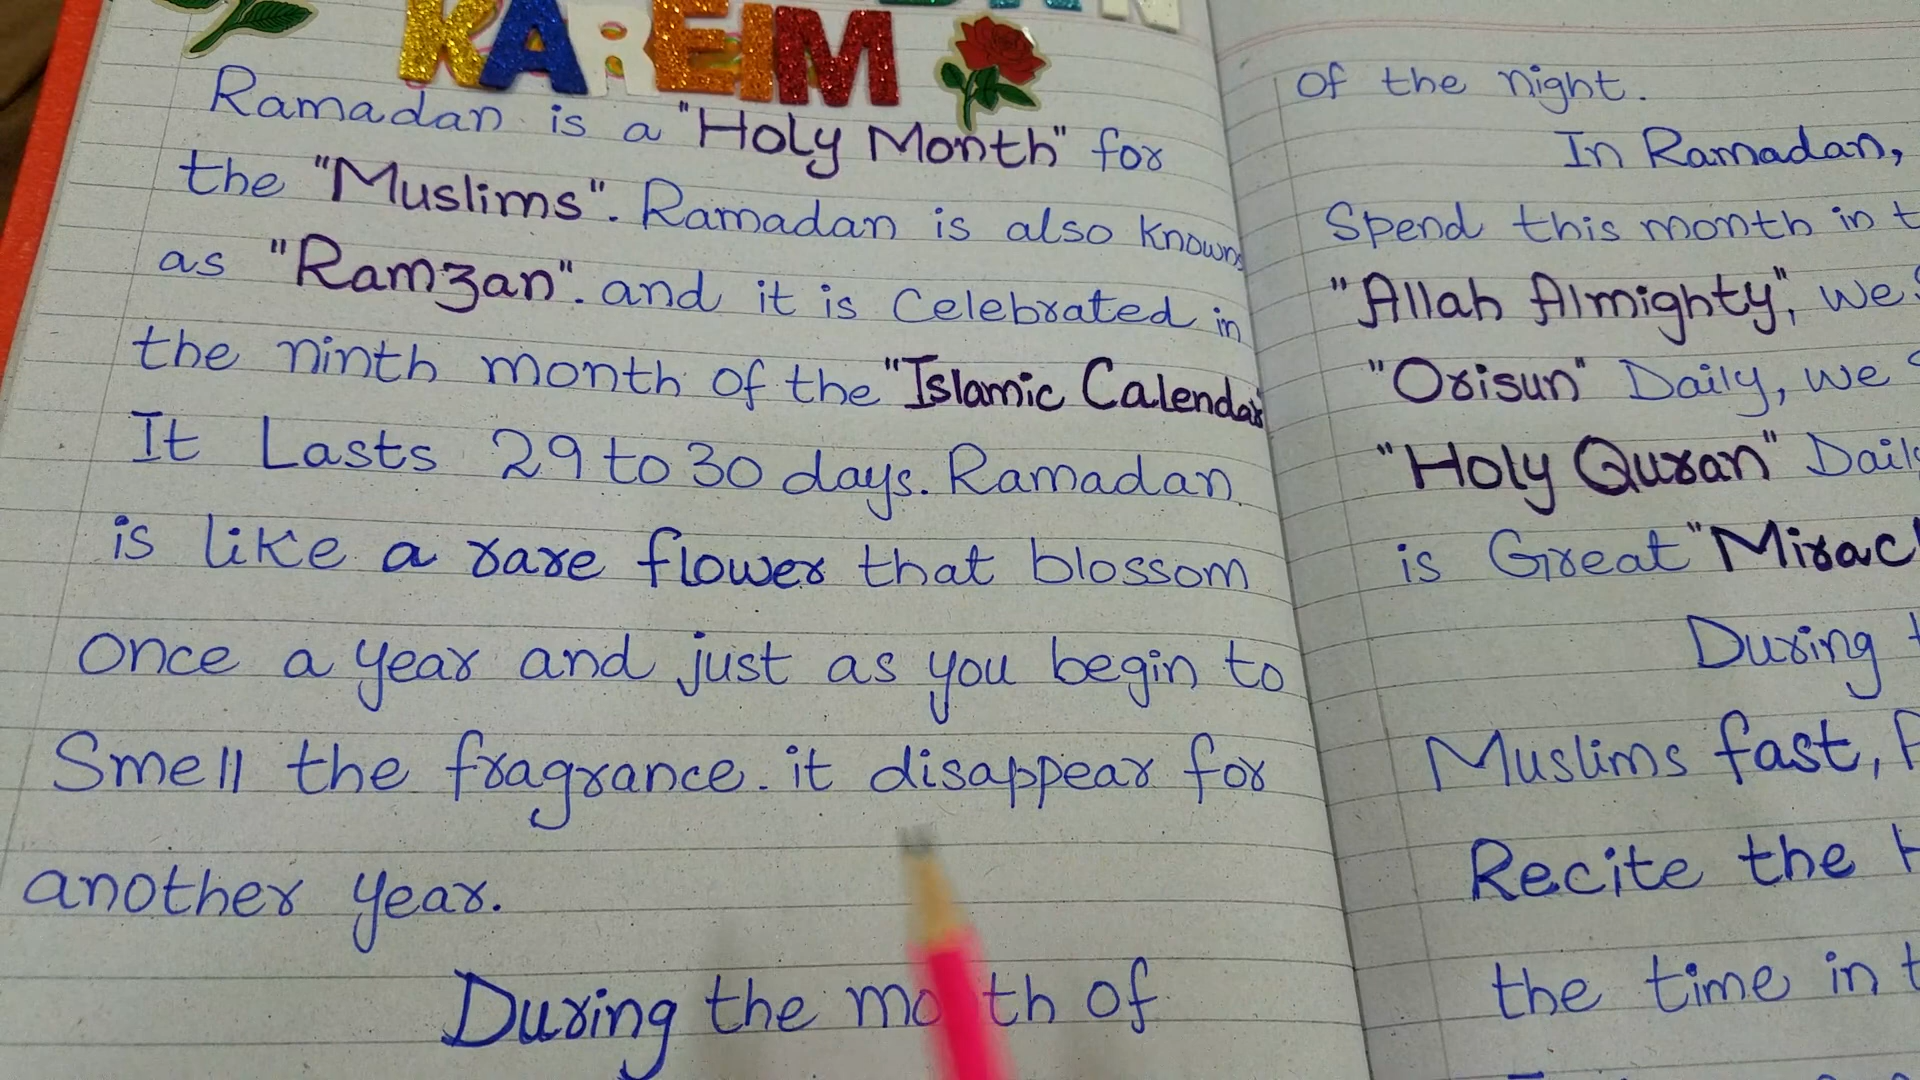 KAREIM
Ramadan is a "Holy Month" for
the "Muslims". Ramadan is also known
as "Ramzan". and it is Celebrated in
the ninth month of the "Islamic Calendar
It Lasts 29 to 30 days. Ramadan
is like a rare flower that blossom
once a year and just as you begin to
Smell the fragrance. it disappear for
another year.
During the month of
of the night.
In Ramadan,
Spend this month in
"Allah Almighty", we
"Orisun" Daily, we
"Holy Quran" Daily
is Great "Mirac
During
Muslims fast,
Recite the
the time in